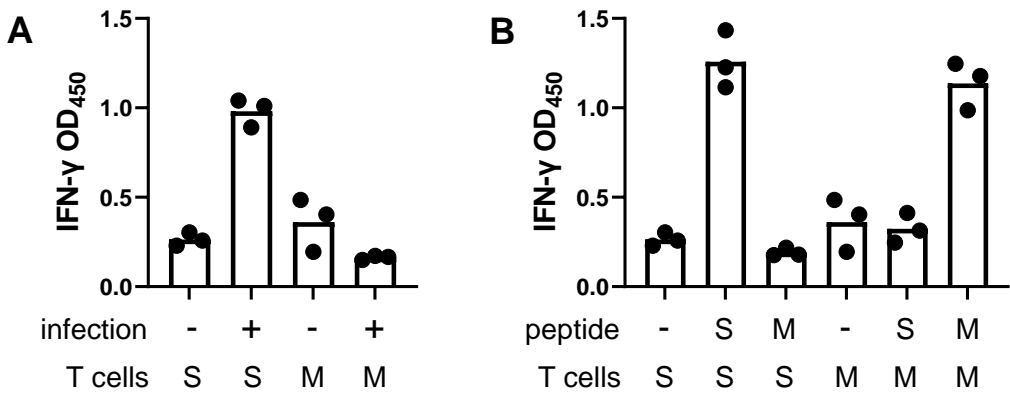 A
1.5
1.0
0.5
0.0
IFN-γ OD450
infection - + - +
T cells S S M M
B
1.5
1.0
0.5
0.0
IFN-γ OD450
peptide - S M - S M
T cells S S S M M M